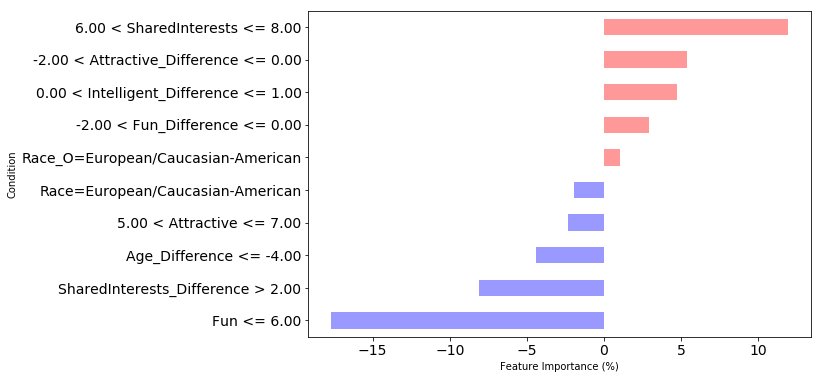 6.00 < SharedInterests <= 8.00
-2.00 < Attractive_Difference <= 0.00
0.00 < Intelligent_Difference <= 1.00
-2.00 < Fun_Difference <= 0.00
Race_O=European/Caucasian-American
Race=European/Caucasian-American
5.00 < Attractive <= 7.00
Age_Difference <= -4.00
SharedInterests_Difference > 2.00
Fun <= 6.00
Condition
−15 −10 −5 0 5 10
Feature Importance (%)